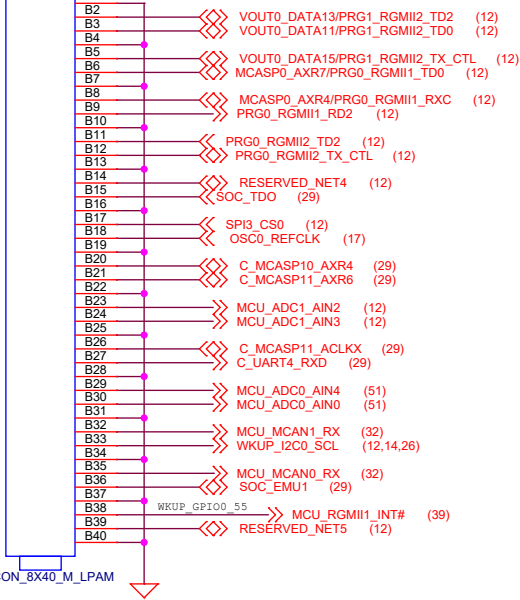 B2 VOUT0_DATA13/PRG1_RGMII2_TD2 (12)
B3 VOUT0_DATA11/PRG1_RGMII2_TD0 (12)
B4
B5 VOUT0_DATA15/PRG1_RGMII2_TX_CTL (12)
B6 MCASP0_AXR7/PRG0_RGMII1_TD0 (12)
B7
B8 MCASP0_AXR4/PRG0_RGMII1_RXC (12)
B9 PRG0_RGMII1_RD2 (12)
B10
B11 PRG0_RGMII2_TD2 (12)
B12 PRG0_RGMII2_TX_CTL (12)
B13
B14 RESERVED_NET4 (12)
B15 SOC_TDO (29)
B16
B17 SPI3_CS0 (12)
B18 OSC0_REFCLK (17)
B19
B20 C_MCASP10_AXR4 (29)
B21 C_MCASP11_AXR6 (29)
B22
B23 MCU_ADC1_AIN2 (12)
B24 MCU_ADC1_AIN3 (12)
B25
B26 C_MCASP11_ACLKX (29)
B27 C_UART4_RXD (29)
B28
B29 MCU_ADC0_AIN4 (51)
B30 MCU_ADC0_AIN0 (51)
B31
B32 MCU_MCAN1_RX (32)
B33 WKUP_I2C0_SCL (12,14,26)
B34
B35 MCU_MCAN0_RX (32)
B36 SOC_EMU1 (29)
B37
B38 WKUP_GPIO0_55 MCU_RGMII1_INT# (39)
B39 RESERVED_NET5 (12)
B40
CON_8X40_M_LPAM